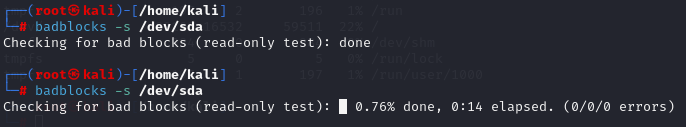 ┌──(root㉿kali)-[/home/kali]
└─# badblocks -s /dev/sda
Checking for bad blocks (read-only test): done
┌──(root㉿kali)-[/home/kali]
└─# badblocks -s /dev/sda
Checking for bad blocks (read-only test): 0.76% done, 0:14 elapsed. (0/0/0 errors)